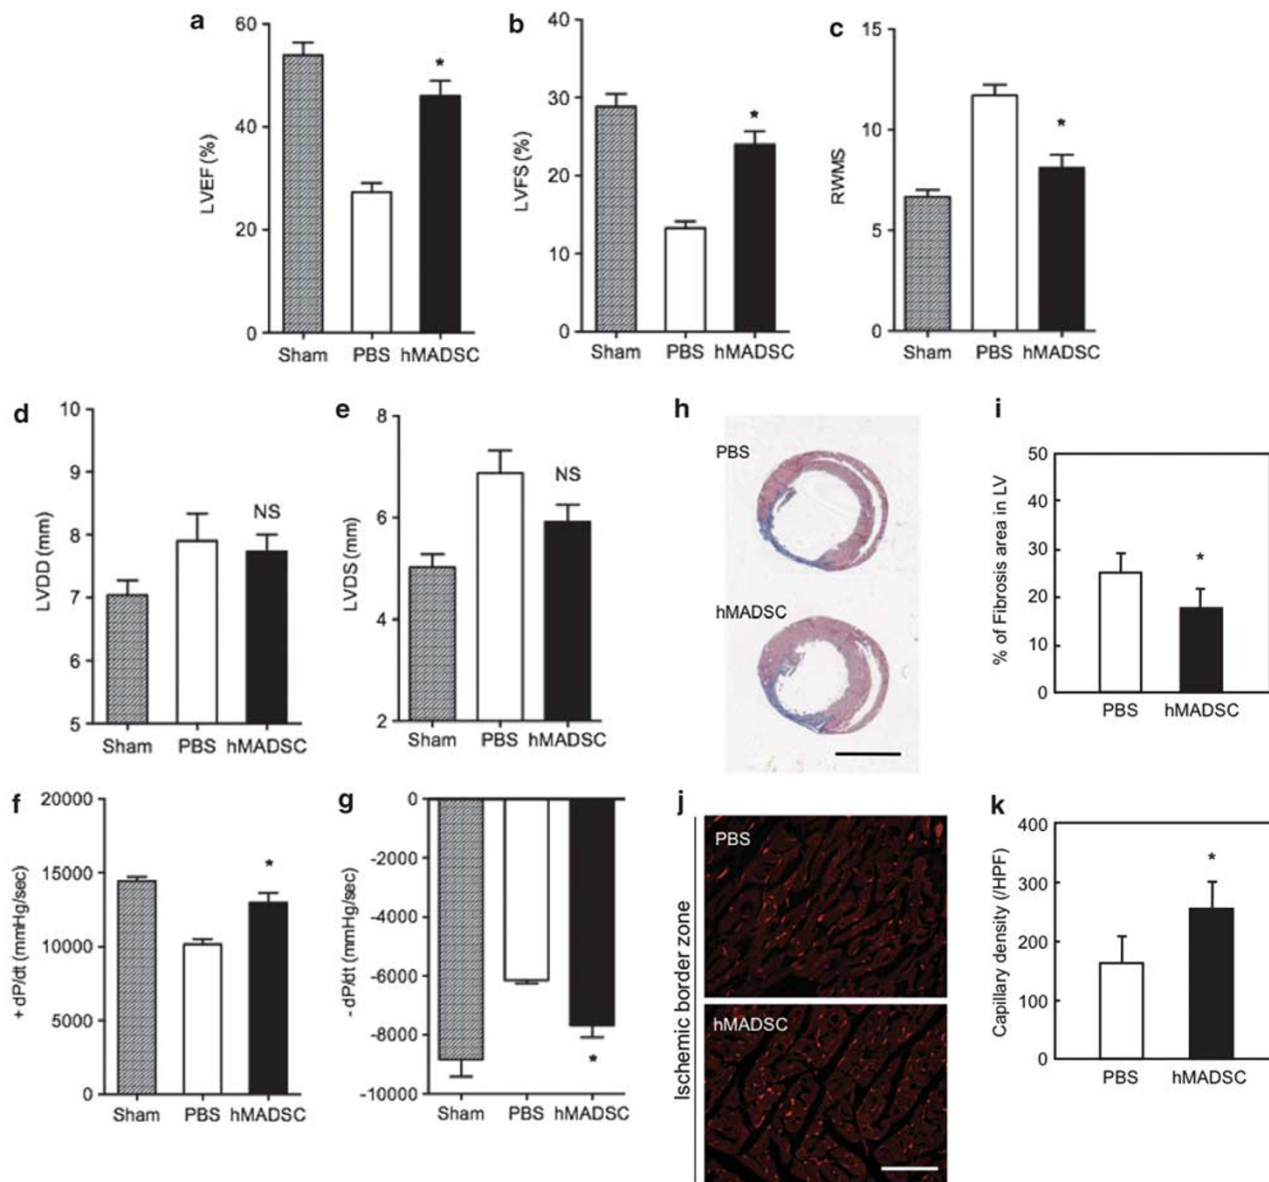 a
60
40
20
0
LVEF (%)
*
Sham PBS hMADSC
b
40
30
20
10
0
LVFS (%)
*
Sham PBS hMADSC
c
15
10
5
0
RWMS
*
Sham PBS hMADSC
d
10
9
8
7
6
5
LVDD (mm)
NS
Sham PBS hMADSC
e
8
6
4
2
LVDS (mm)
NS
Sham PBS hMADSC
h
PBS
hMADSC
i
50
40
30
20
10
0
% of Fibrosis area in LV
*
PBS hMADSC
f
20000
15000
10000
5000
0
+ dP/dt (mmHg/sec)
*
Sham PBS hMADSC
g
0
-2000
-4000
-6000
-8000
-10000
- dP/dt (mmHg/sec)
*
Sham PBS hMADSC
j
Ischemic border zone
PBS
hMADSC
k
400
300
200
100
0
Capillary density (/HPF)
*
PBS hMADSC